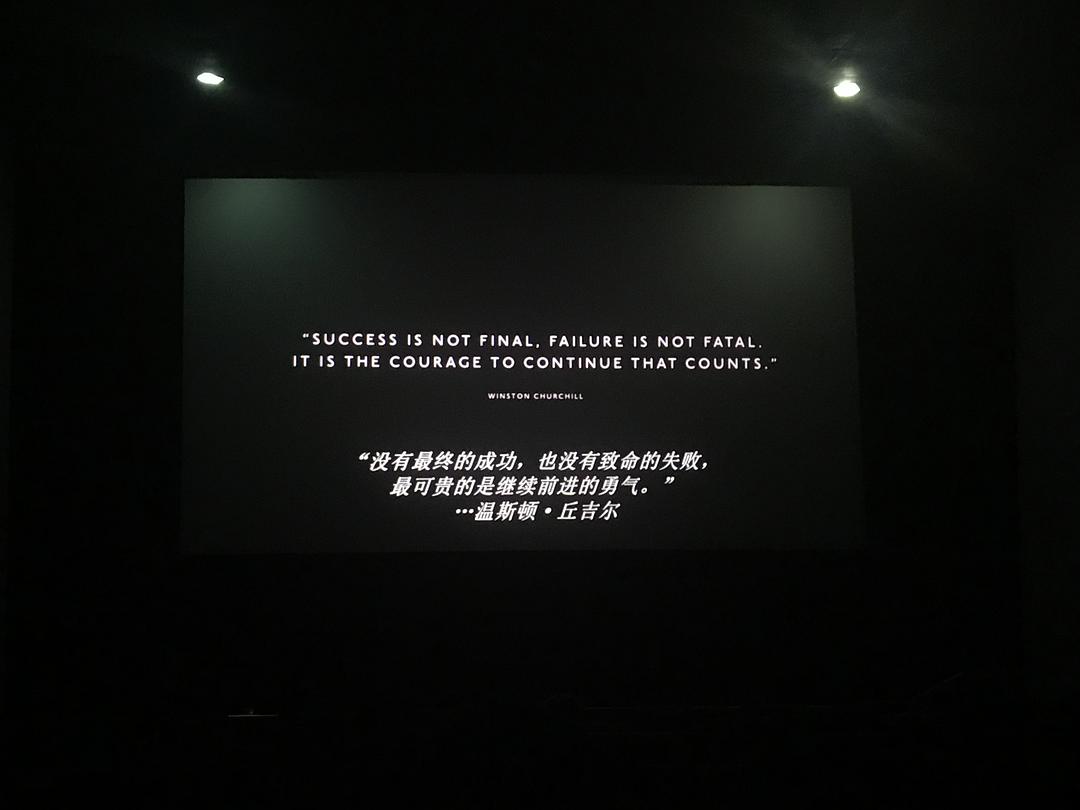 “SUCCESS IS NOT FINAL, FAILURE IS NOT FATAL.
IT IS THE COURAGE TO CONTINUE THAT COUNTS.”
WINSTON CHURCHILL
“没有最终的成功，也没有致命的失败，
最可贵的是继续前进的勇气。”
…温斯顿·丘吉尔